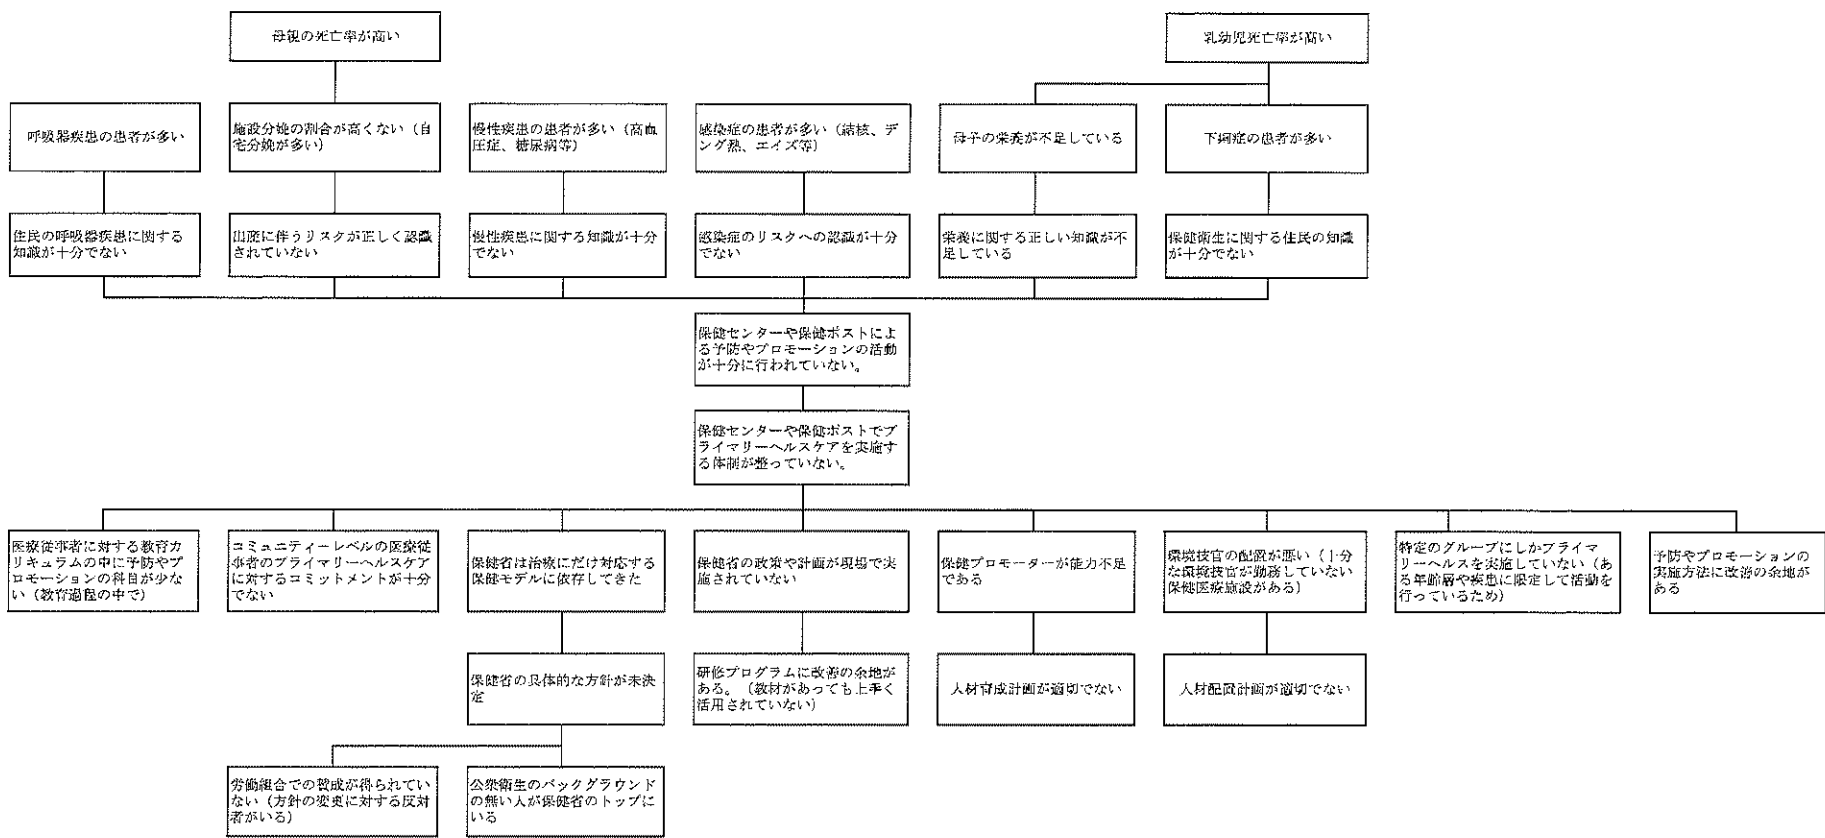 母親の死亡率が高い
乳幼児死亡率が高い
呼吸器疾患の患者が多い
施設分娩の割合が高くない（自
宅分娩が多い）
慢性疾患の患者が多い（高血
圧症、糖尿病等）
感染症の患者が多い（結核、デ
ング熱、エイズ等）
母子の栄養が不足している
下痢症の患者が多い
住民の呼吸器疾患に関する
知識が十分でない
出産に伴うリスクが正しく認識
されていない
慢性疾患に関する知識が十分
でない
感染症のリスクへの認識が十分
でない
栄養に関する正しい知識が不
足している
保健衛生に関する住民の知識
が十分でない
保健センターや保健ポストによ
る予防やプロモーションの活動
が十分に行われていない。
保健センターや保健ポストでプ
ライマリーヘルスケアを実施す
る体制が整っていない。
医療従事者に対する教育カ
リキュラムの中に予防やプ
ロモーションの科目が少な
い（教育過程の中で）
コミュニティーレベルの医療従
事者のプライマリーヘルスケア
に対するコミットメントが十分
でない
保健省は治療にだけ対応する
保健モデルに依存してきた
保健省の政策や計画が現場で実
施されていない
保健プロモーターが能力不足
である
環境技官の配置が悪い（十分
な環境技官が勤務していない
保健医療施設がある）
特定のグループにしかプライマ
リーヘルスを実施していない（あ
る年齢層や疾患に限定して活動を
行っているため）
予防やプロモーションの
実施方法に改善の余地が
ある
保健省の具体的な方針が未決
定
研修プログラムに改善の余地が
ある。（教材があっても上手く
活用されていない）
人材育成計画が適切でない
人材配置計画が適切でない
労働組合での賛成が得られてい
ない（方針の変更に対する反対
者がいる）
公衆衛生のバックグラウンド
の無い人が保健省のトップに
いる